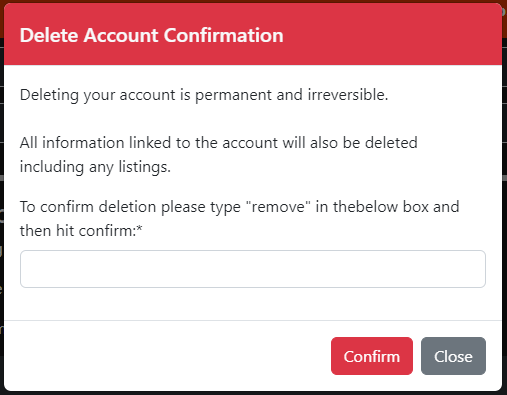 Delete Account Confirmation
Deleting your account is permanent and irreversible.
All information linked to the account will also be deleted
including any listings.
To confirm deletion please type "remove" in thebelow box and
then hit confirm:*
Confirm Close